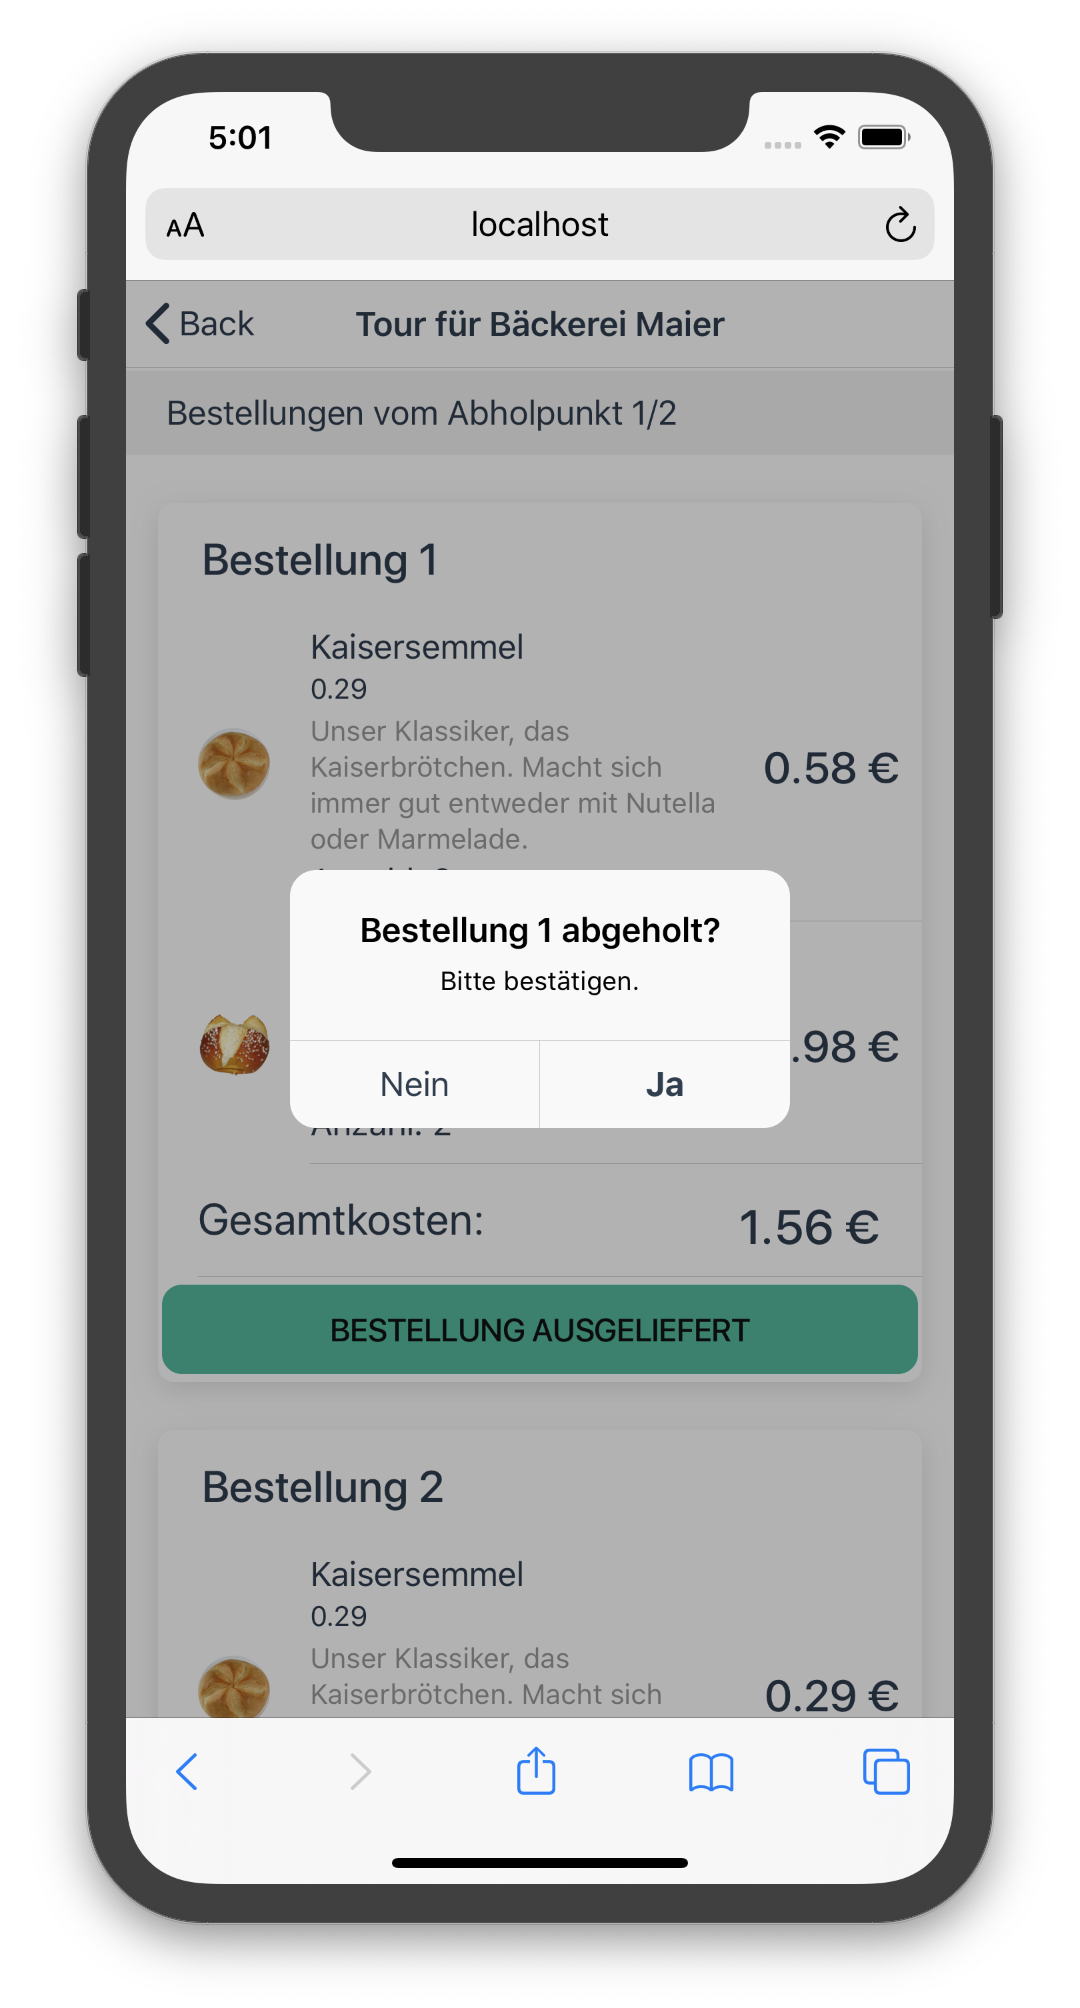 5:01
AA localhost
Back Tour für Bäckerei Maier
Bestellungen vom Abholpunkt 1/2
Bestellung 1
Kaisersemmel
0.29
Unser Klassiker, das
Kaiserbrötchen. Macht sich
immer gut entweder mit Nutella
oder Marmelade.
0.58 €
Bestellung 1 abgeholt?
Bitte bestätigen.
Nein Ja
.98 €
Anzahl: 2
Gesamtkosten: 1.56 €
BESTELLUNG AUSGELIEFERT
Bestellung 2
Kaisersemmel
0.29
Unser Klassiker, das
Kaiserbrötchen. Macht sich
0.29 €